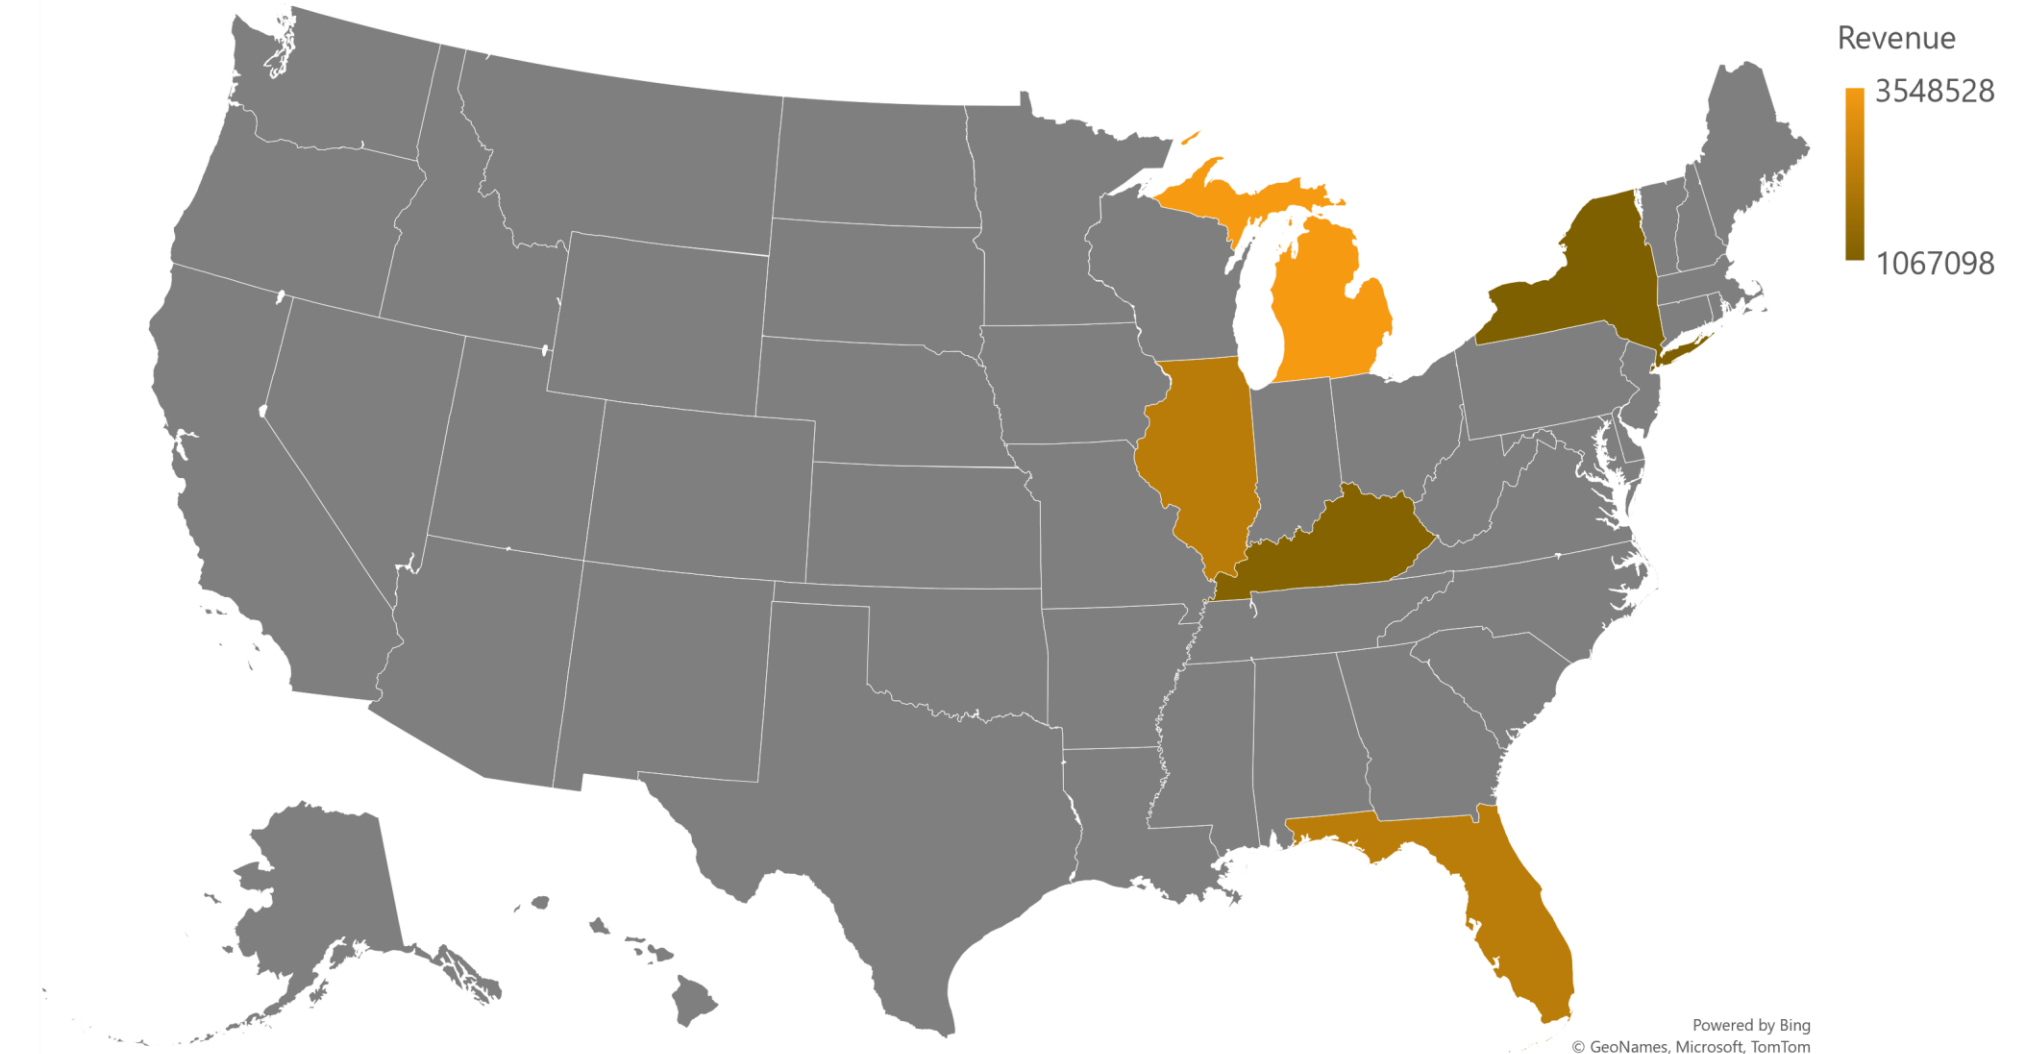 Revenue
3548528
1067098
Powered by Bing
© GeoNames, Microsoft, TomTom